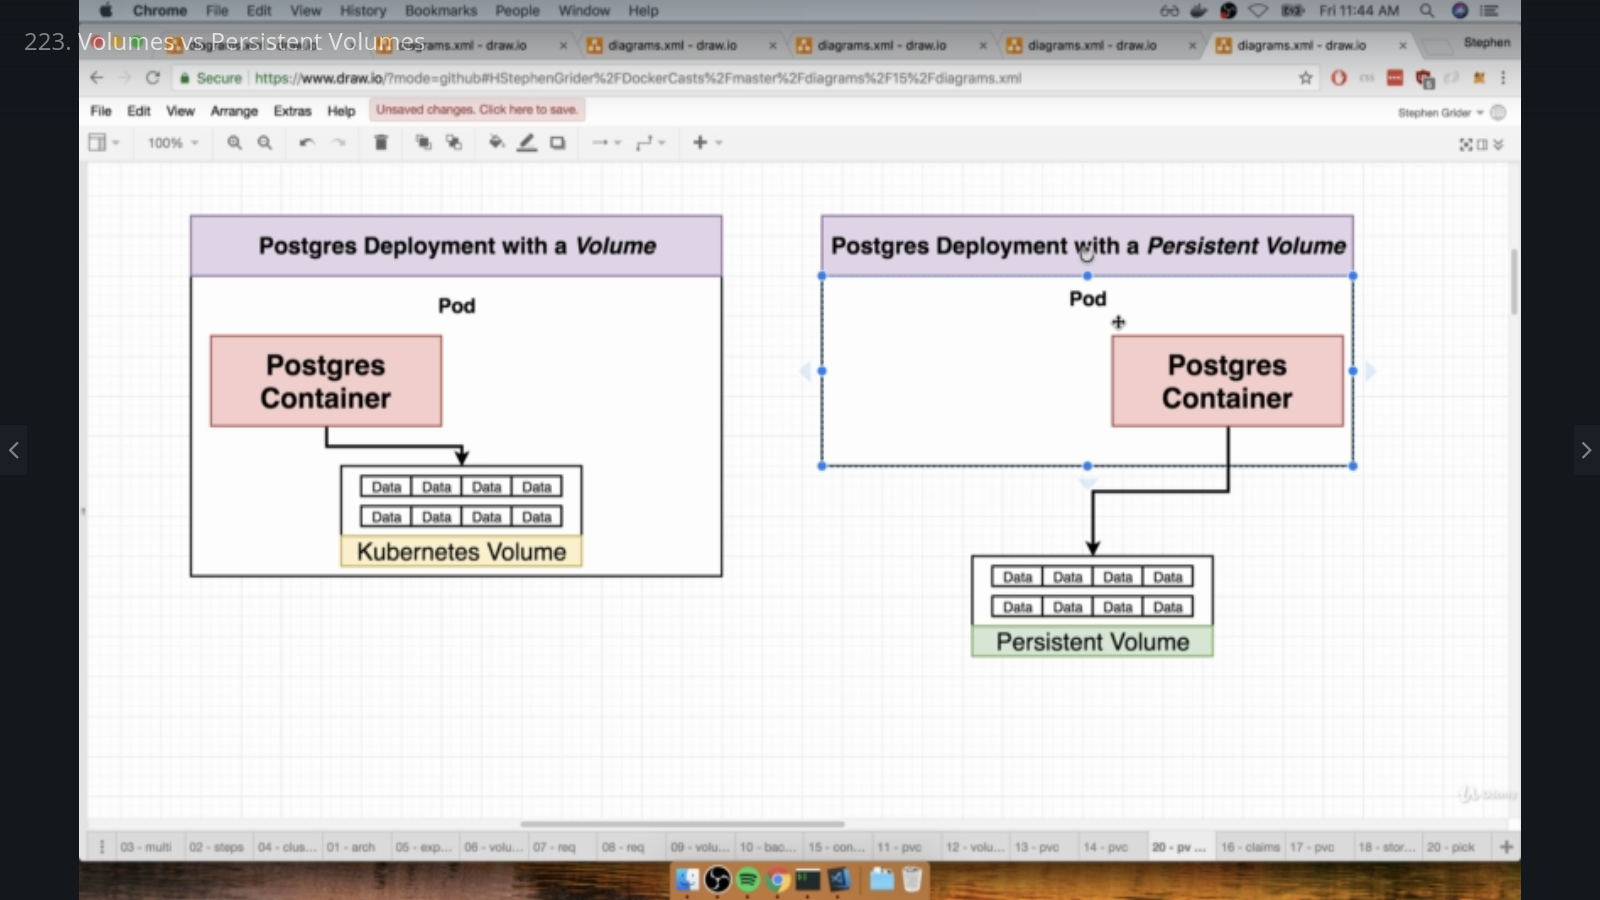 Chrome File Edit View History Bookmarks People Window Help Fri 11:44 AM
223. Volumes vs Persistent Volumes
diagrams.xml - draw.io diagrams.xml - draw.io diagrams.xml - draw.io diagrams.xml - draw.io Stephen
Secure https://www.draw.io/?mode=github#HStephenGrider%2FDockerCasts%2Fmaster%2Fdiagrams%2F15%2Fdiagrams.xml
File Edit View Arrange Extras Help Unsaved changes. Click here to save. Stephen Grider
100%
Postgres Deployment with a Volume
Pod
Postgres
Container
Data Data Data Data
Data Data Data Data
Kubernetes Volume
Postgres Deployment with a Persistent Volume
Pod
Postgres
Container
Data Data Data Data
Data Data Data Data
Persistent Volume
03 - multi 02 - steps 04 - clus... 01 - arch 05 - exp... 06 - volu... 07 - req 08 - req 09 - volu... 10 - bac... 15 - con... 11 - pvc 12 - volu... 13 - pvc 14 - pvc 20 - pv ... 16 - claims 17 - pvc 18 - stor... 20 - pick